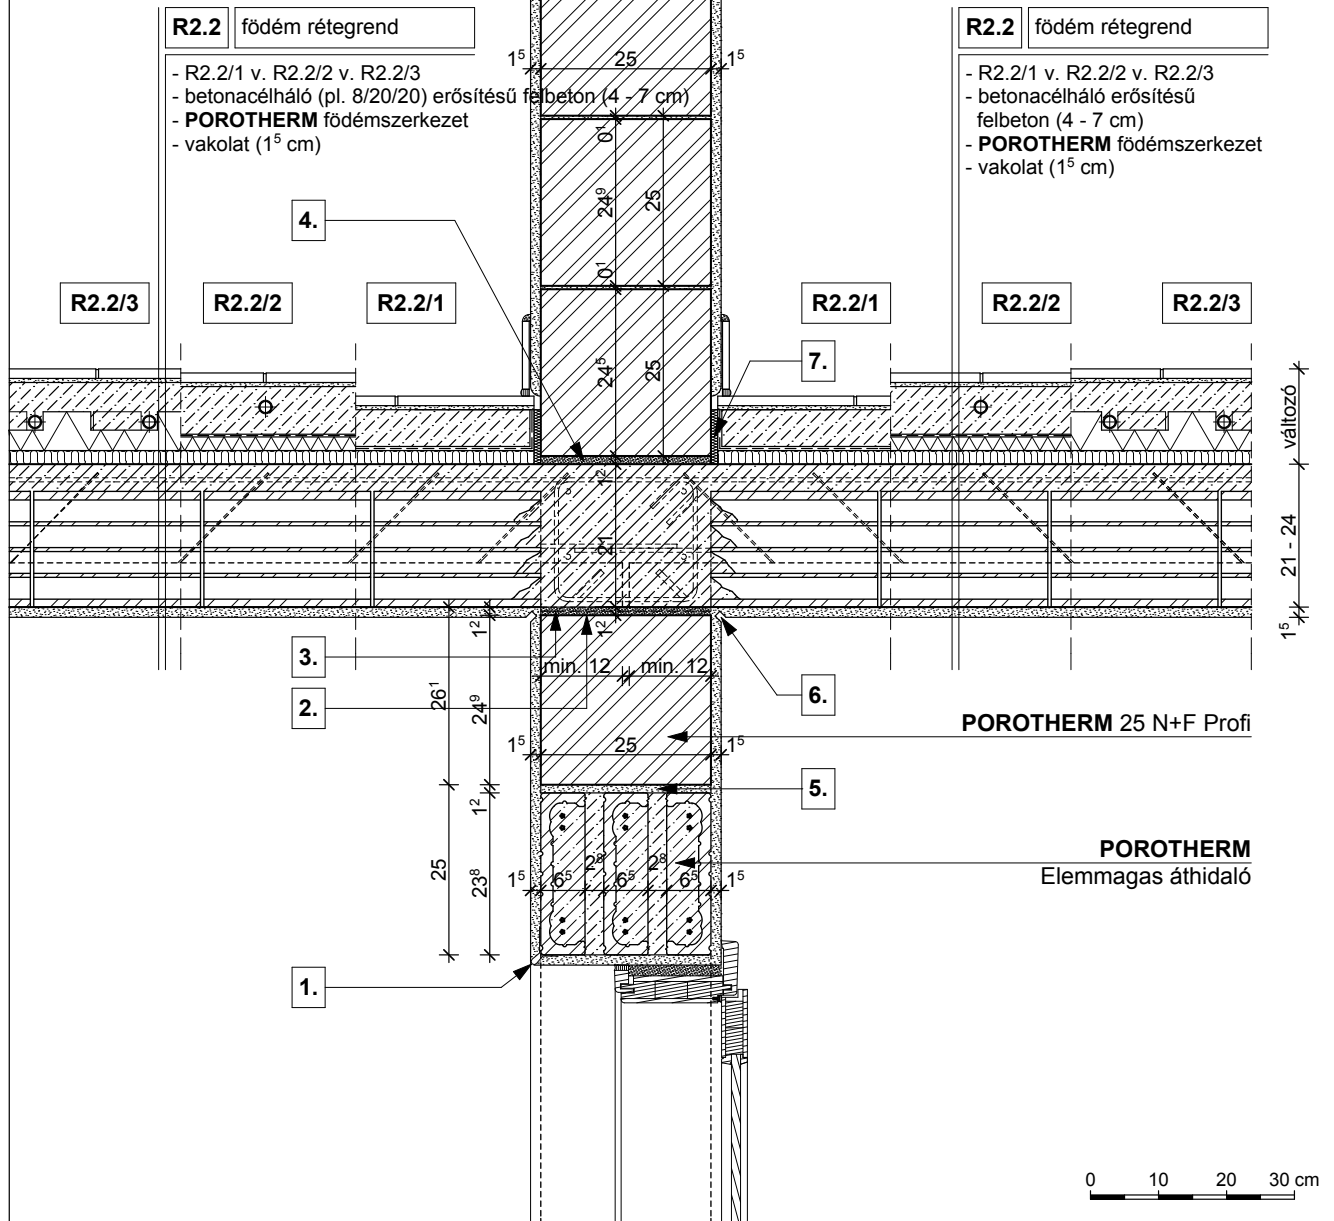 R2.2 födém rétegrend
- R2.2/1 v. R2.2/2 v. R2.2/3
- betonacélháló (pl. 8/20/20) erősítésű felbeton (4 - 7 cm)
- POROTHERM födémszerkezet
- vakolat (1⁵ cm)
R2.2 födém rétegrend
- R2.2/1 v. R2.2/2 v. R2.2/3
- betonacélháló erősítésű
felbeton (4 - 7 cm)
- POROTHERM födémszerkezet
- vakolat (1⁵ cm)
1⁵ 25 1⁵
0¹
24⁹ 25
0¹
4.
R2.2/3 R2.2/2 R2.2/1 R2.2/1 R2.2/2 R2.2/3
24⁵ 25
7.
változó
1²
21
21 - 24
1² 1² 1⁵
3.
min. 12 min. 12
2.
26¹ 24⁹
6.
POROTHERM 25 N+F Profi
1⁵ 25 1⁵
5.
1²
25 23⁸
2⁸ 2⁸
1⁵ 6⁵ 6⁵ 6⁵ 1⁵
POROTHERM
Elemmagas áthidaló
1.
0 10 20 30 cm